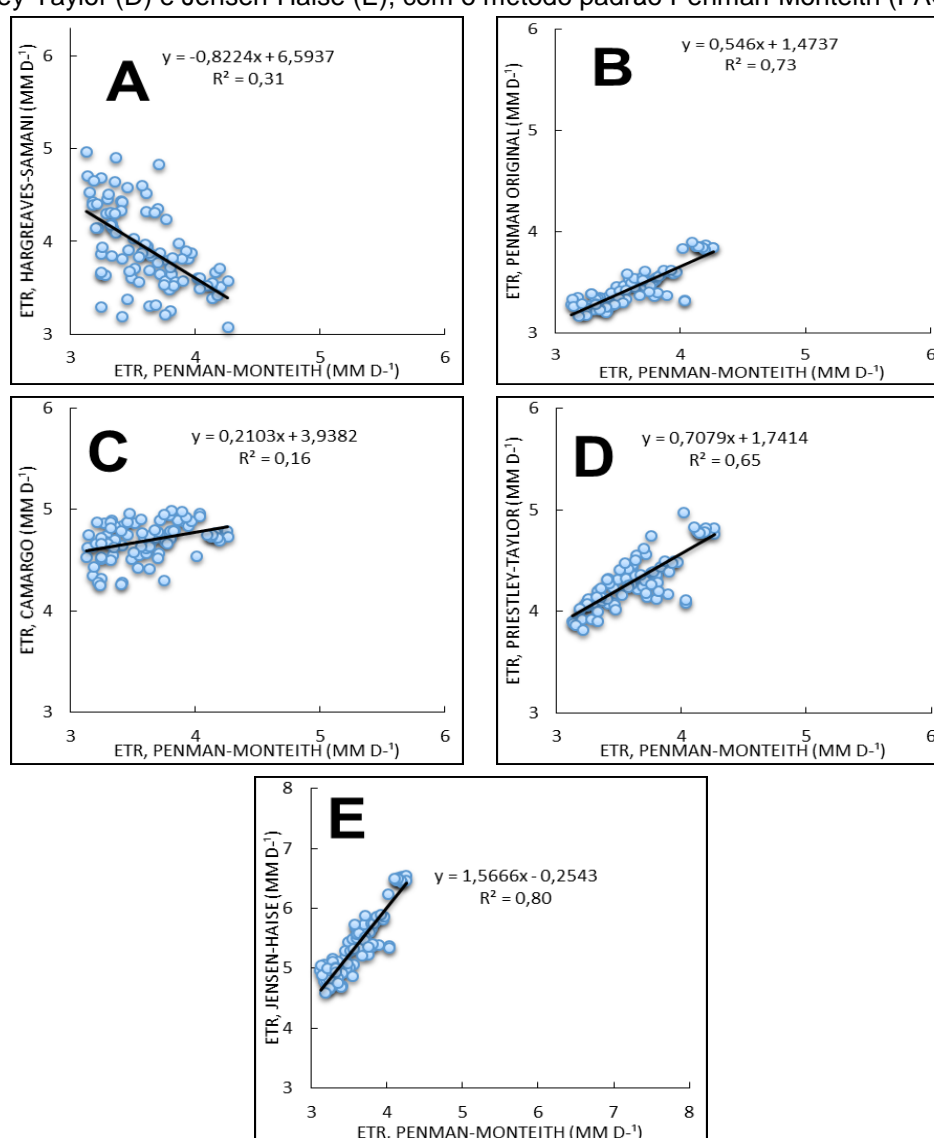 ey-Taylor (D) e Jensen-Haise (E), com o método padrão Penman-Monteith (FAO
A
y = -0,8224x + 6,5937
R² = 0,31
ETR, HARGREAVES-SAMANI (MM D-¹)
6
5
4
3
3 4 5 6
ETR, PENMAN-MONTEITH (MM D-¹)
B
y = 0,546x + 1,4737
R² = 0,73
ETR, PENMAN ORIGINAL (MM D-¹)
6
5
4
3
3 4 5 6
ETR, PENMAN-MONTEITH (MM D-¹)
C
y = 0,2103x + 3,9382
R² = 0,16
ETR, CAMARGO (MM D-¹)
6
5
4
3
3 4 5 6
ETR, PENMAN-MONTEITH (MM D-¹)
D
y = 0,7079x + 1,7414
R² = 0,65
ETR, PRIESTLEY-TAYLOR (MM D-¹)
6
5
4
3
3 4 5 6
ETR, PENMAN-MONTEITH (MM D-¹)
E
y = 1,5666x - 0,2543
R² = 0,80
ETR, JENSEN-HAISE (MM D-¹)
8
7
6
5
4
3
3 4 5 6 7 8
ETR, PENMAN-MONTEITH (MM D-¹)